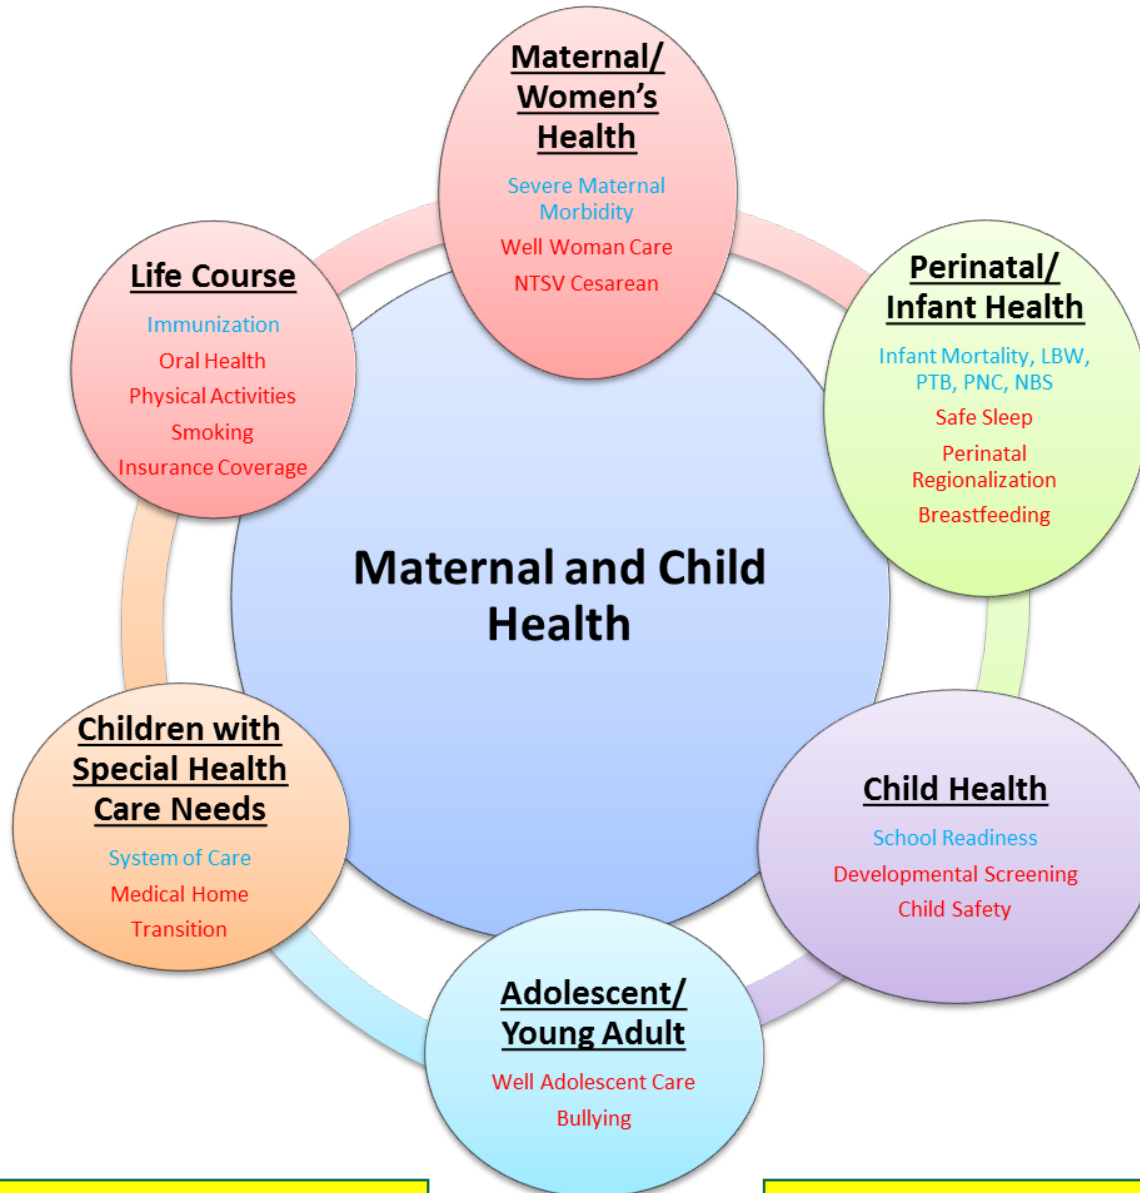 Maternal/
Women’s
Health
Severe Maternal
Morbidity
Well Woman Care
NTSV Cesarean
Perinatal/
Infant Health
Infant Mortality, LBW,
PTB, PNC, NBS
Safe Sleep
Perinatal
Regionalization
Breastfeeding
Child Health
School Readiness
Developmental Screening
Child Safety
Adolescent/
Young Adult
Well Adolescent Care
Bullying
Children with
Special Health
Care Needs
System of Care
Medical Home
Transition
Life Course
Immunization
Oral Health
Physical Activities
Smoking
Insurance Coverage
Maternal and Child
Health